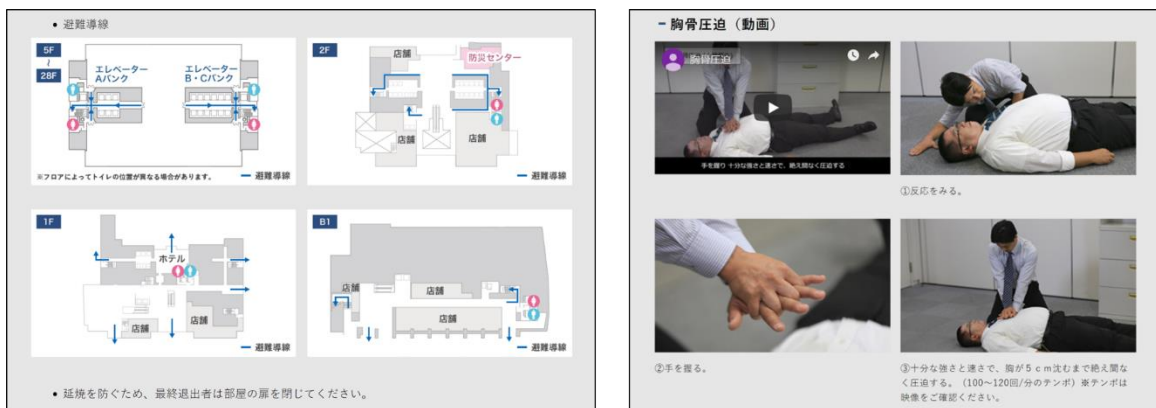 • 避難導線
5F
～
28F
エレベーター
Aバンク
エレベーター
B・Cバンク
※フロアによってトイレの位置が異なる場合があります。
避難導線
2F
店舗
防災センター
店舗
店舗
避難導線
1F
ホテル
店舗
店舗
避難導線
B1
店舗
店舗
店舗
避難導線
• 延焼を防ぐため、最終退出者は部屋の扉を閉じてください。
胸骨圧迫（動画）
胸骨圧迫
手を握り 十分な強さと速さで、絶え間なく圧迫する
①反応をみる。
②手を握る。
③十分な強さと速さで、胸が５ｃｍ沈むまで絶え間な
く圧迫する。（100～120回/分のテンポ）※テンポは
映像をご確認ください。